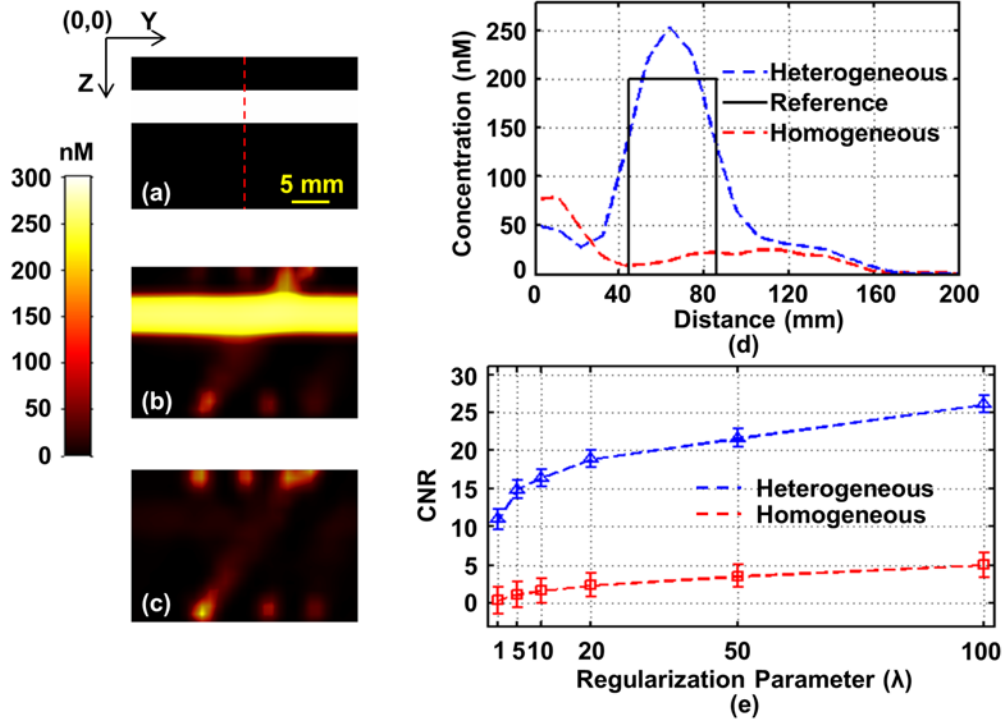 (0,0)
Y
Z
nM
300
250
200
150
100
50
0
(a)
5 mm
(b)
(c)
Concentration (nM)
250
200
150
100
50
0
Heterogeneous
Reference
Homogeneous
0
40
80
120
160
200
Distance (mm)
(d)
CNR
30
25
20
15
10
5
0
Heterogeneous
Homogeneous
1
5
10
20
50
100
Regularization Parameter (λ)
(e)